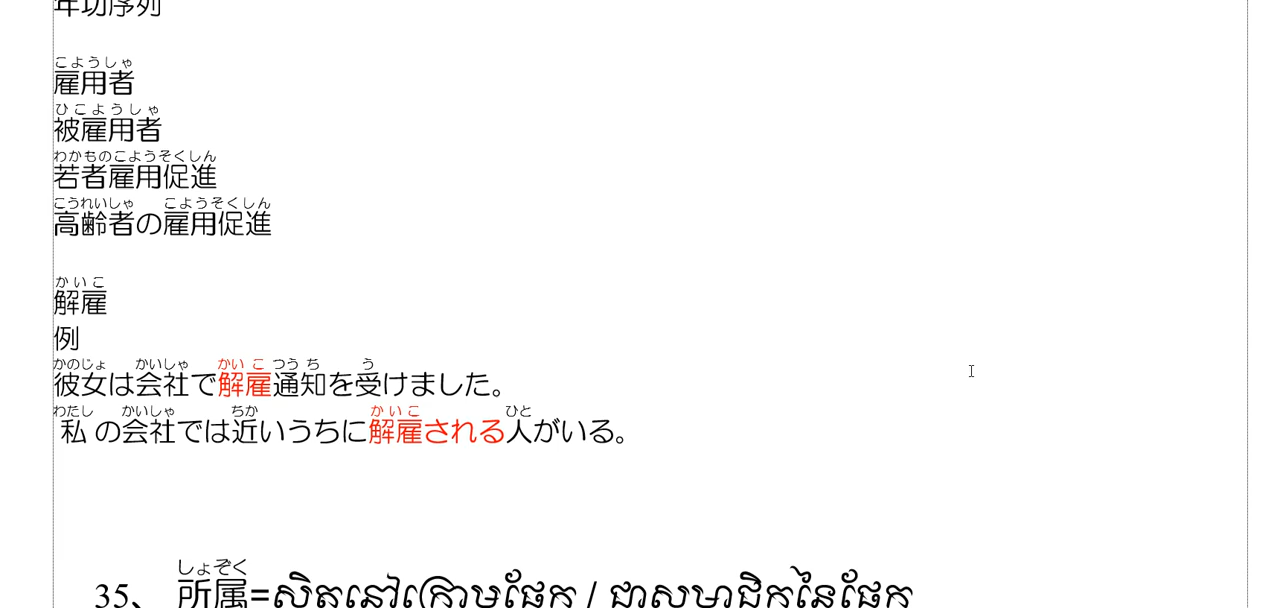 年功序列
こようしゃ
雇用者
ひこようしゃ
被雇用者
わかものこようそくしん
若者雇用促進
こうれいしゃ こようそくしん
高齢者の雇用促進
かいこ
解雇
例
かのじょ かいしゃ かいこ つうち う
彼女は会社で解雇通知を受けました。
わたし かいしゃ ちか かいこ ひと
私の会社では近いうちに解雇される人がいる。
しょぞく
35、 所属=ស្ថិតនៅក្រោមផ្នែក / ជាសមាជិកនៃផ្នែក